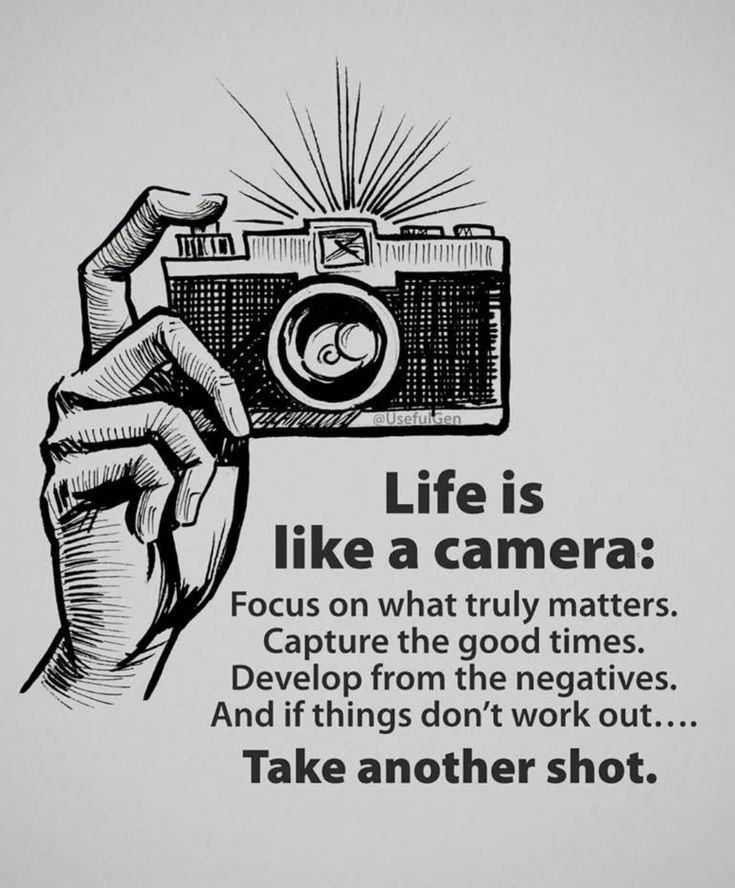 @UsefulGen
Life is
like a camera:
Focus on what truly matters.
Capture the good times.
Develop from the negatives.
And if things don’t work out….
Take another shot.